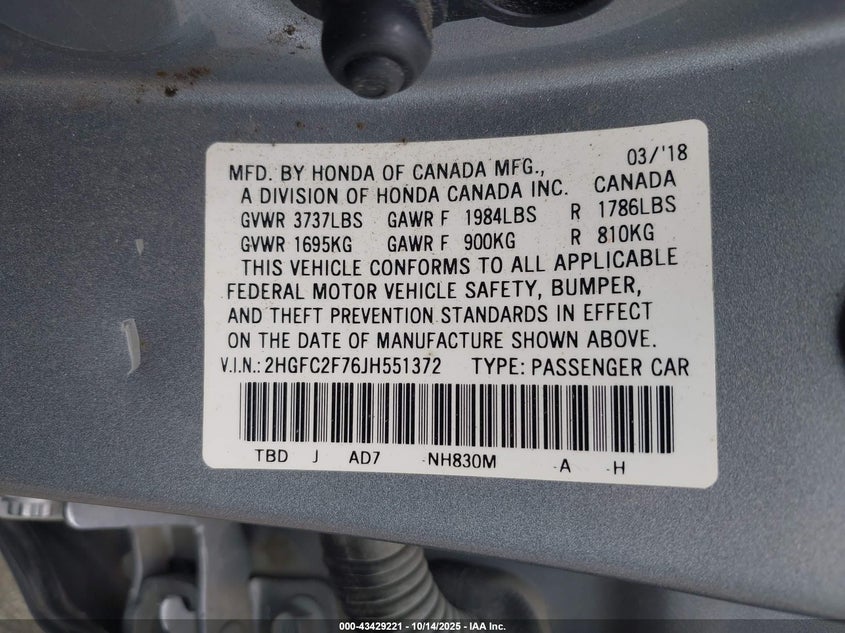 03/'18
MFD. BY HONDA OF CANADA MFG.,
A DIVISION OF HONDA CANADA INC. CANADA
GVWR 3737LBS GAWR F 1984LBS R 1786LBS
GVWR 1695KG GAWR F 900KG R 810KG
THIS VEHICLE CONFORMS TO ALL APPLICABLE
FEDERAL MOTOR VEHICLE SAFETY, BUMPER,
AND THEFT PREVENTION STANDARDS IN EFFECT
ON THE DATE OF MANUFACTURE SHOWN ABOVE.
V.I.N.: 2HGFC2F76JH551372 TYPE: PASSENGER CAR
TBD J AD7 -NH830M -A -H
000-43429221 - 10/14/2025 - IAA Inc.